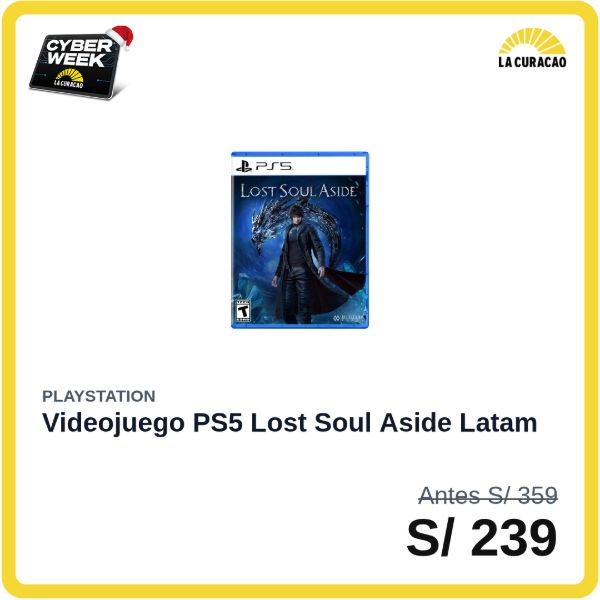 CYBER
WEEK
LA CURACAO
LA CURACAO
PS5
LOST SOUL ASIDE
T
PLAYSTATION
Videojuego PS5 Lost Soul Aside Latam
Antes S/ 359
S/ 239